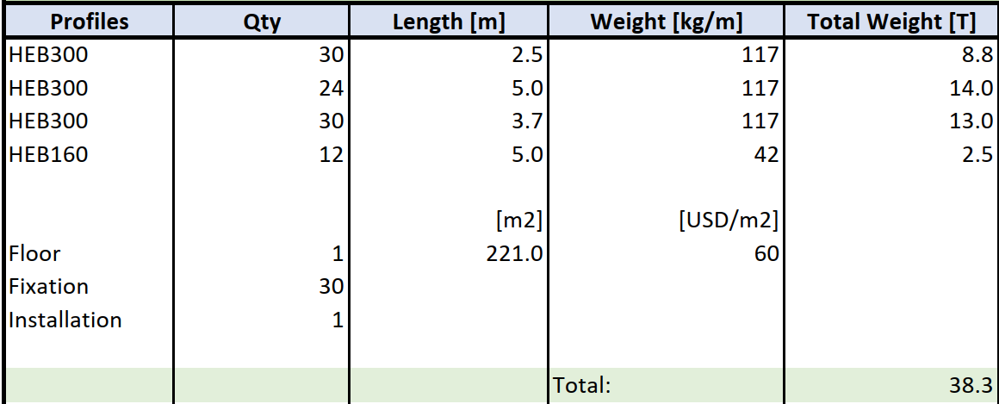 Profiles Qty Length [m] Weight [kg/m] Total Weight [T]
HEB300 30 2.5 117 8.8
HEB300 24 5.0 117 14.0
HEB300 30 3.7 117 13.0
HEB160 12 5.0 42 2.5
[m2] [USD/m2]
Floor 1 221.0 60
Fixation 30
Installation 1
Total: 38.3